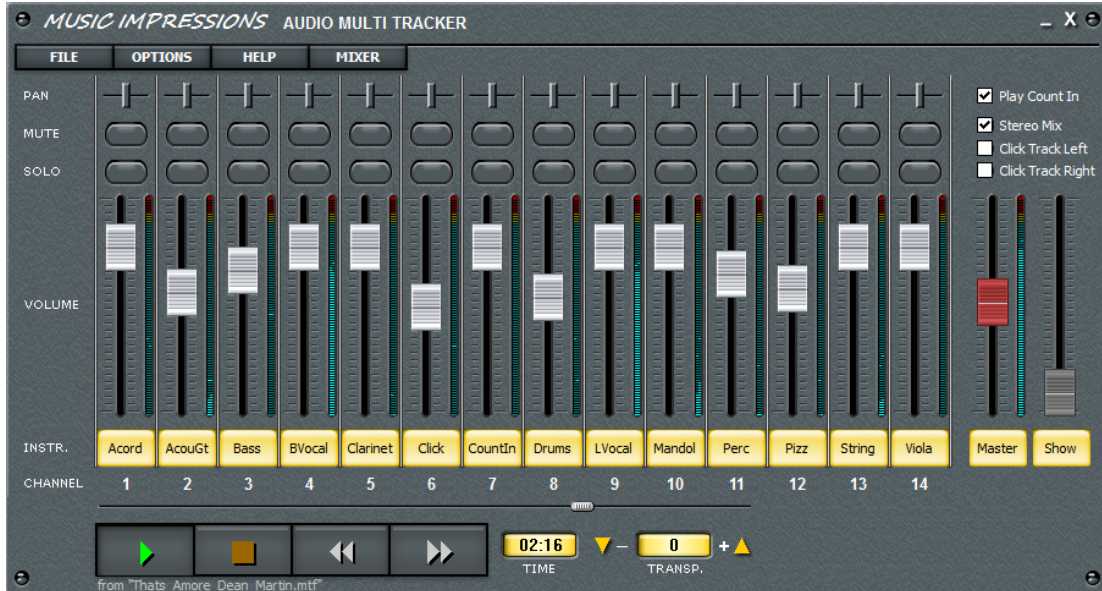 MUSIC IMPRESSIONS AUDIO MULTI TRACKER _ X
FILE OPTIONS HELP MIXER
PAN
Play Count In
MUTE
Stereo Mix
Click Track Left
SOLO
Click Track Right
VOLUME
INSTR. Acord AcouGt Bass BVocal Clarinet Click CountIn Drums LVocal Mandol Perc Pizz String Viola Master Show
CHANNEL 1 2 3 4 5 6 7 8 9 10 11 12 13 14
02:16 – 0 +
TIME TRANSP.
from "Thats_Amore_Dean_Martin.mtf"